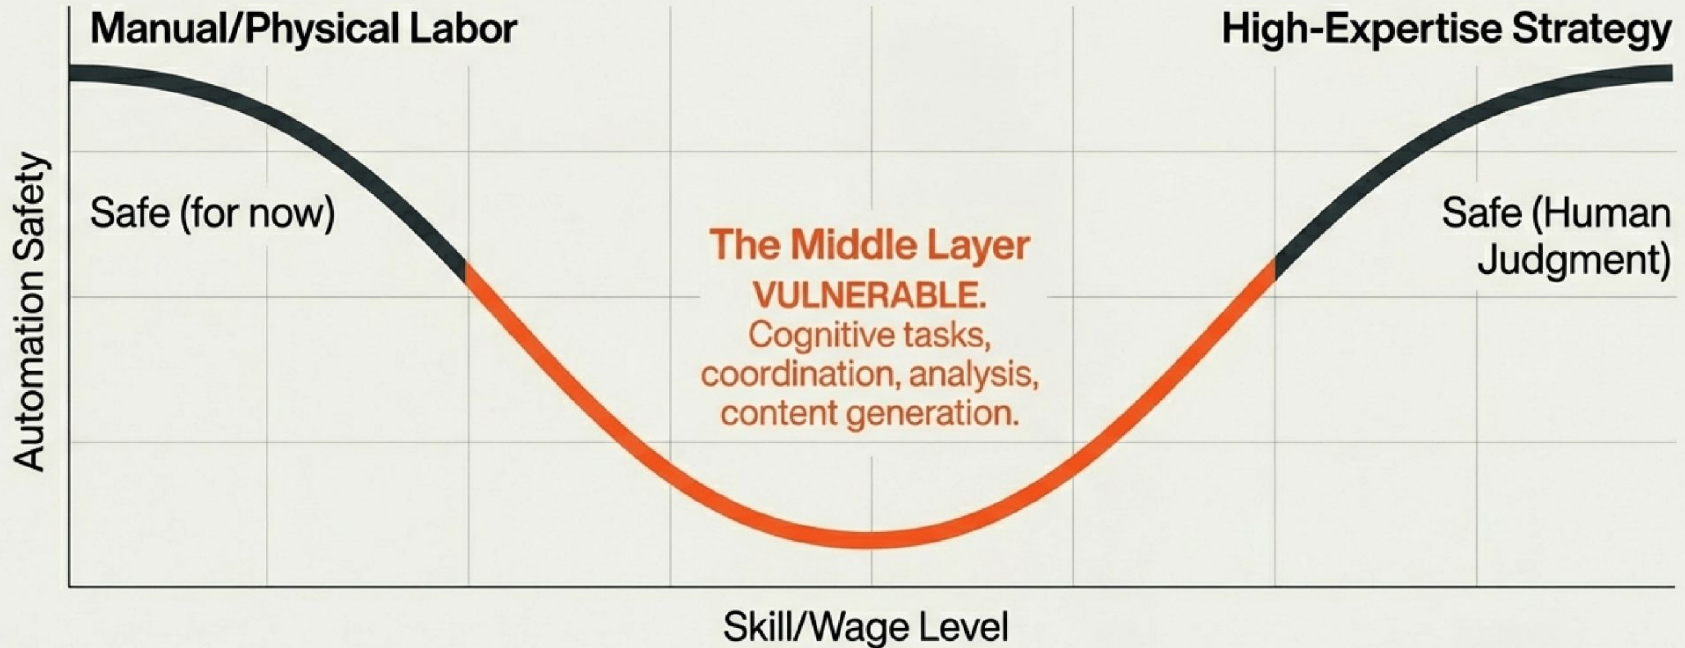 Manual/Physical Labor
High-Expertise Strategy
Automation Safety
Safe (for now)
The Middle Layer
VULNERABLE.
Cognitive tasks,
coordination, analysis,
content generation.
Safe (Human
Judgment)
Skill/Wage Level